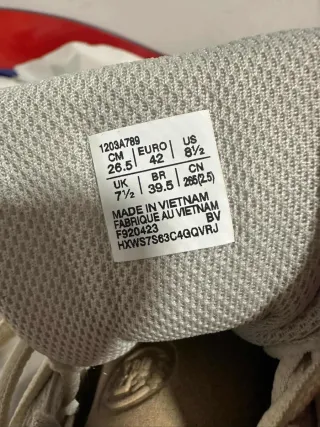 1203A789
CM EURO US
26.5 42 8½
UK BR CN
7½ 39.5 265(2.5)
MADE IN VIETNAM
FABRIQUE AU VIETNAM
F920423 BV
HXWS7S63C4GQVRJ